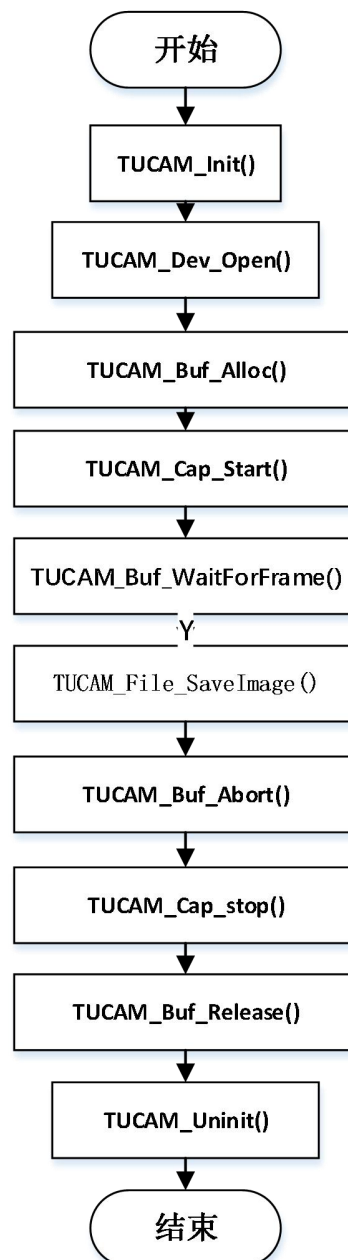 开始
TUCAM_Init()
TUCAM_Dev_Open()
TUCAM_Buf_Alloc()
TUCAM_Cap_Start()
TUCAM_Buf_WaitForFrame()
Y
TUCAM_File_SaveImage()
TUCAM_Buf_Abort()
TUCAM_Cap_stop()
TUCAM_Buf_Release()
TUCAM_Uninit()
结束